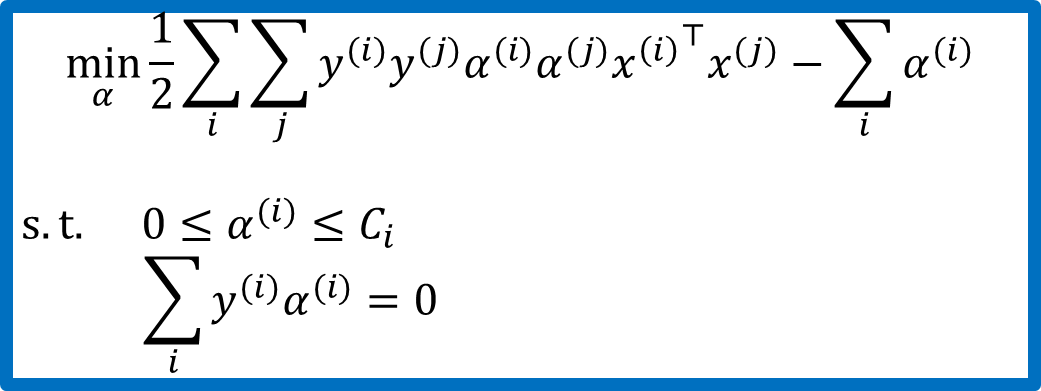 min_α 1/2 ∑_i ∑_j y^(i) y^(j) α^(i) α^(j) x^(i)^⊤ x^(j) − ∑_i α^(i)
s. t. 0 ≤ α^(i) ≤ C_i
∑_i y^(i) α^(i) = 0